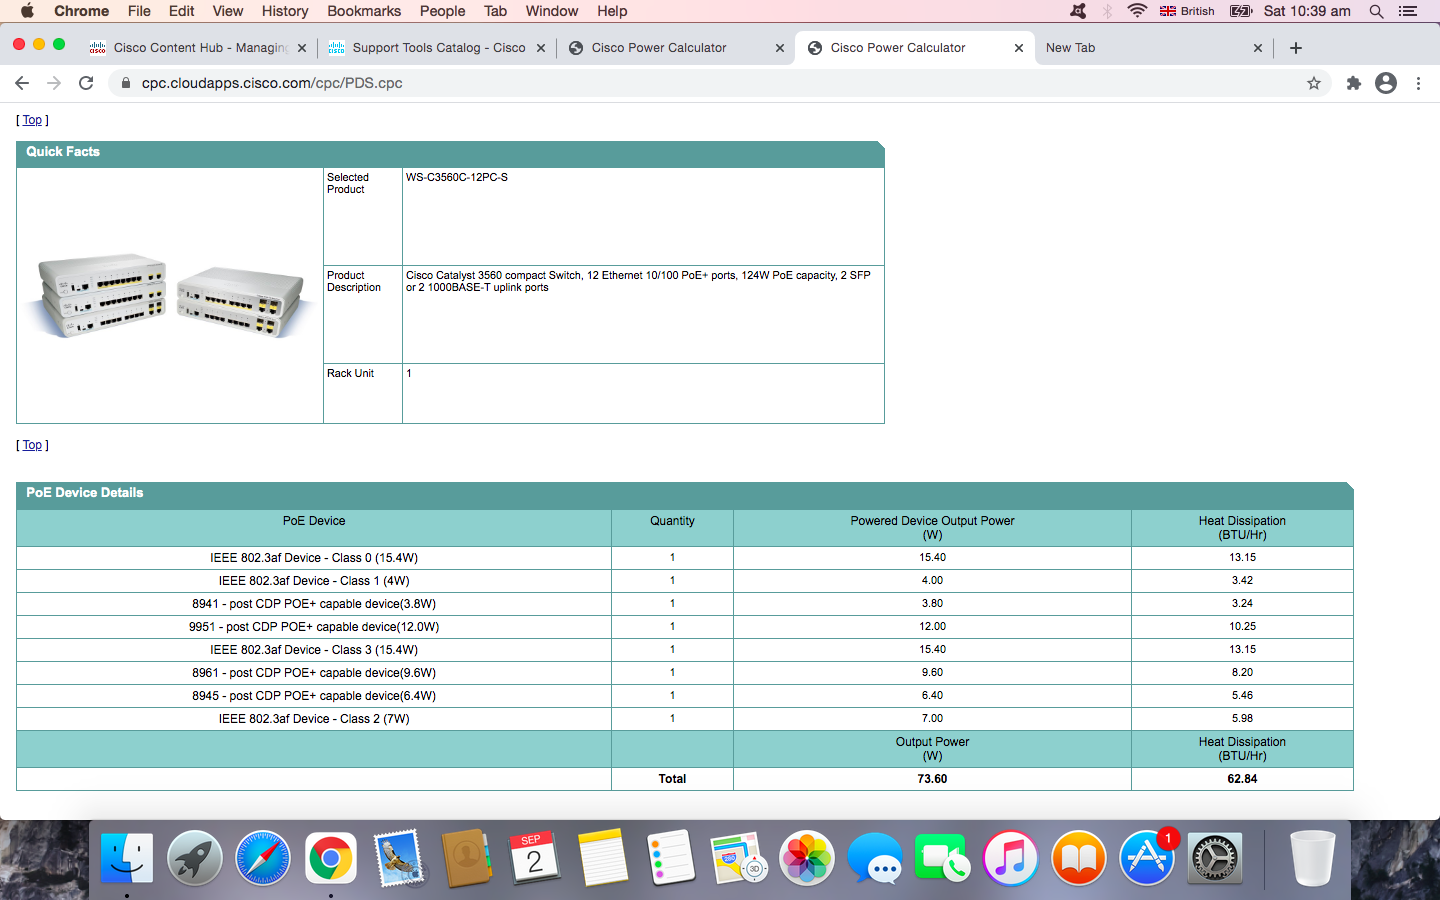 Chrome File Edit View History Bookmarks People Tab Window Help British Sat 10:39 am
Cisco Content Hub - Managing Support Tools Catalog - Cisco Cisco Power Calculator Cisco Power Calculator New Tab
cpc.cloudapps.cisco.com/cpc/PDS.cpc
[ Top ]
Quick Facts
Selected
Product
WS-C3560C-12PC-S
Product
Description
Cisco Catalyst 3560 compact Switch, 12 Ethernet 10/100 PoE+ ports, 124W PoE capacity, 2 SFP
or 2 1000BASE-T uplink ports
Rack Unit
1
[ Top ]
PoE Device Details
PoE Device Quantity Powered Device Output Power Heat Dissipation
(W) (BTU/Hr)
IEEE 802.3af Device - Class 0 (15.4W) 1 15.40 13.15
IEEE 802.3af Device - Class 1 (4W) 1 4.00 3.42
8941 - post CDP POE+ capable device(3.8W) 1 3.80 3.24
9951 - post CDP POE+ capable device(12.0W) 1 12.00 10.25
IEEE 802.3af Device - Class 3 (15.4W) 1 15.40 13.15
8961 - post CDP POE+ capable device(9.6W) 1 9.60 8.20
8945 - post CDP POE+ capable device(6.4W) 1 6.40 5.46
IEEE 802.3af Device - Class 2 (7W) 1 7.00 5.98
Output Power Heat Dissipation
(W) (BTU/Hr)
Total 73.60 62.84
SEP
2
280
3D
1